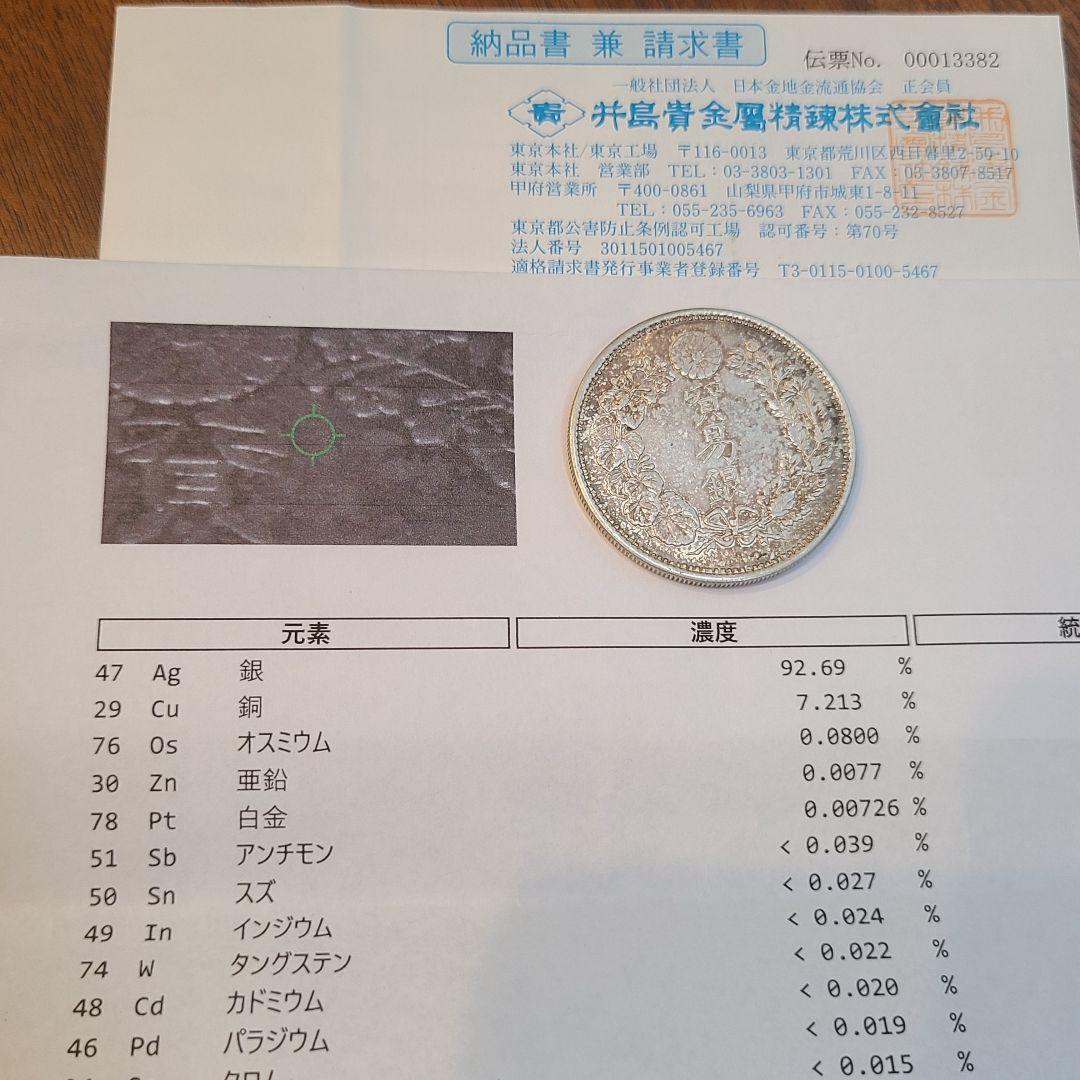 納品書 兼 請求書
伝票No. 00013382
一般社団法人 日本金地金流通協会 正会員
貴 井島貴金屬精鍊株式會社
東京本社/東京工場 〒116-0013 東京都荒川区西日暮里2-50-10
東京本社 営業部 TEL:03-3803-1301 FAX:03-3807-8517
甲府営業所 〒400-0861 山梨県甲府市城東1-8-11
TEL:055-235-6963 FAX:055-232-8527
東京都公害防止条例認可工場 認可番号:第70号
法人番号 3011501005467
適格請求書発行事業者登録番号 T3-0115-0100-5467
貿易銀
元素 濃度 統
47 Ag 銀 92.69 %
29 Cu 銅 7.213 %
76 Os オスミウム 0.0800 %
30 Zn 亜鉛 0.0077 %
78 Pt 白金 0.00726 %
51 Sb アンチモン < 0.039 %
50 Sn スズ < 0.027 %
49 In インジウム < 0.024 %
74 W タングステン < 0.022 %
48 Cd カドミウム < 0.020 %
46 Pd パラジウム < 0.019 %
クロム < 0.015 %